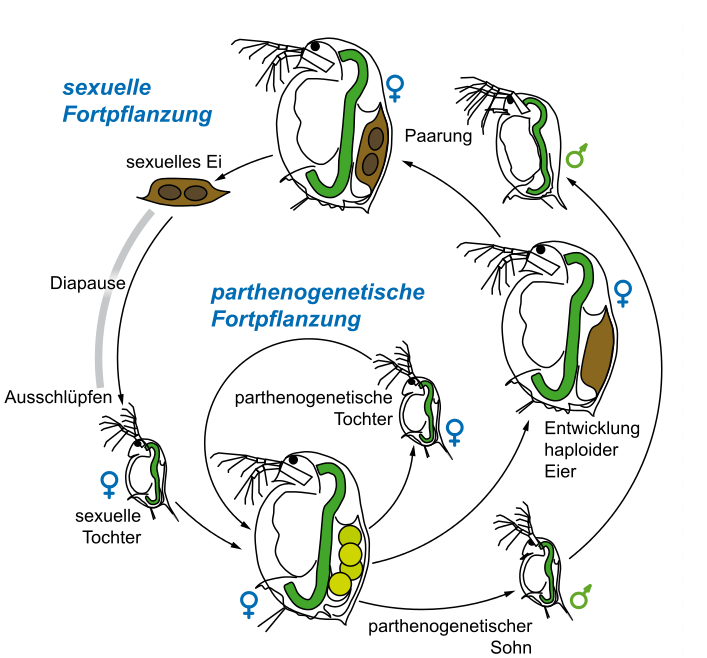 sexuelle
Fortpflanzung
♀
Paarung
♂
sexuelles Ei
Diapause
parthenogenetische
Fortpflanzung
♀
Ausschlüpfen
parthenogenetische
Tochter
♀
Entwicklung
haploider
Eier
♀
sexuelle
Tochter
♀
♂
parthenogenetischer
Sohn